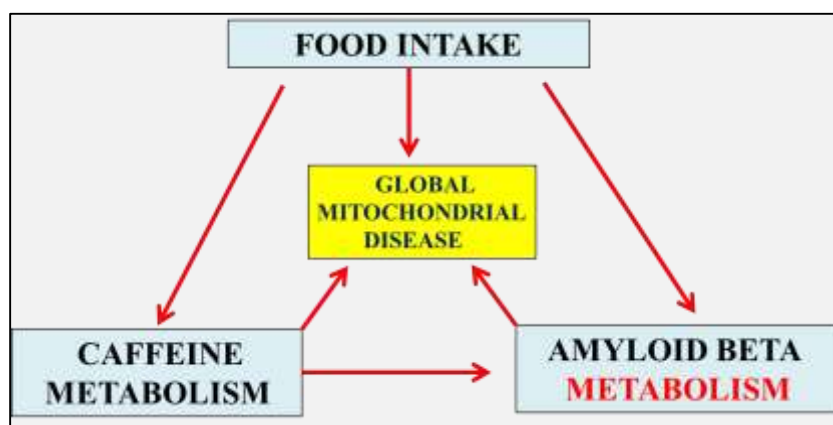 FOOD INTAKE
GLOBAL
MITOCHONDRIAL
DISEASE
CAFFEINE
METABOLISM
AMYLOID BETA
METABOLISM